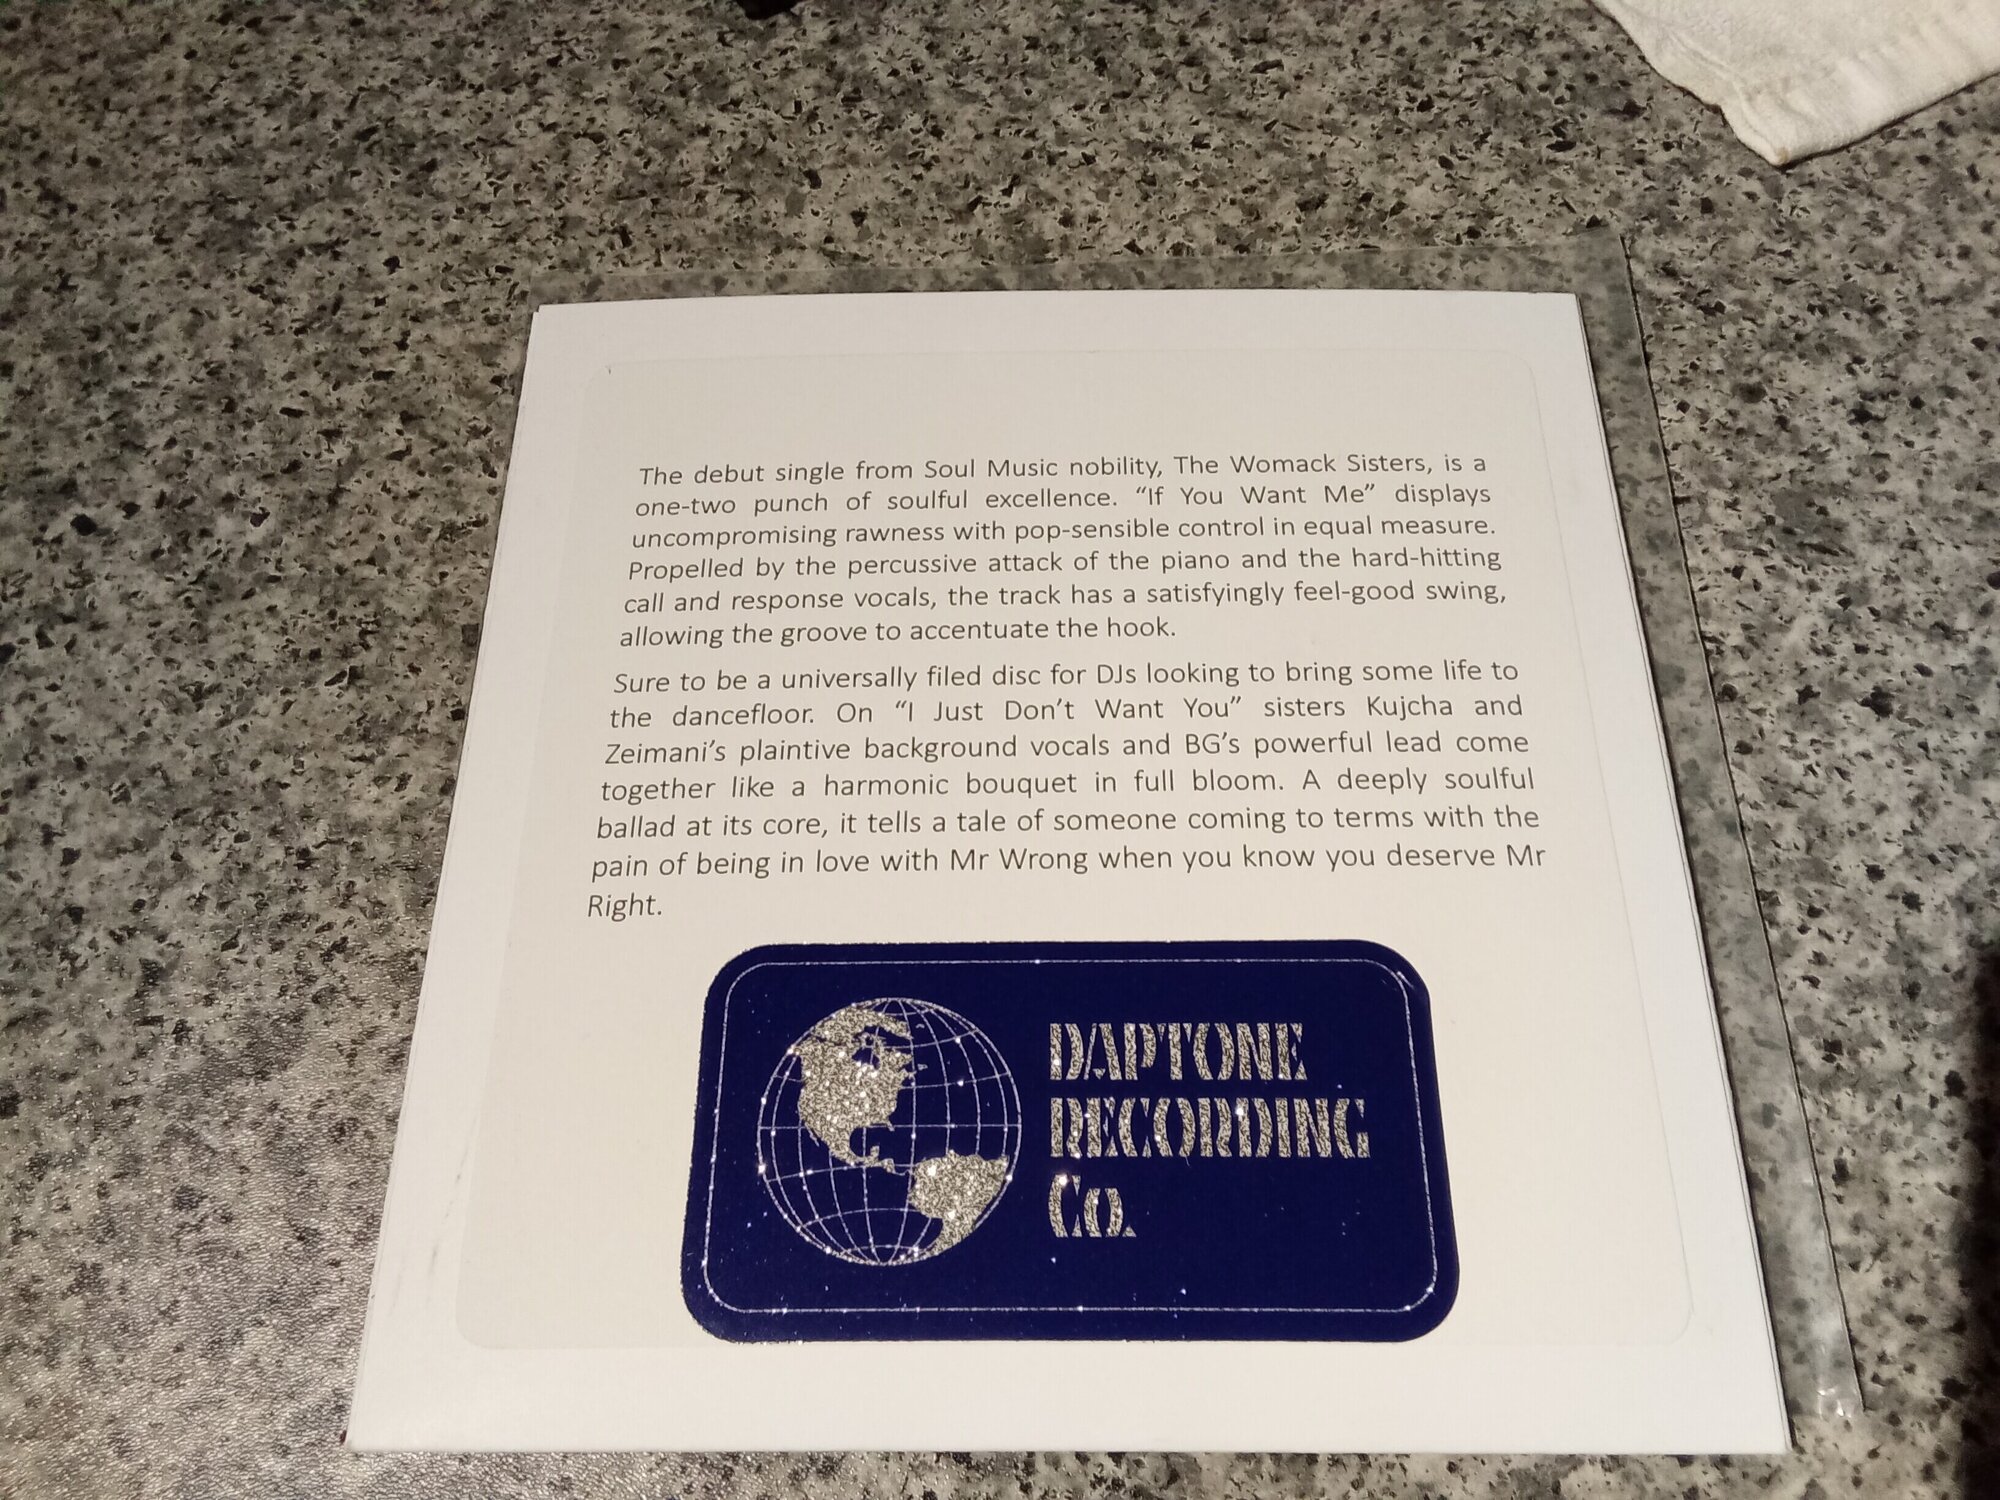 The debut single from Soul Music nobility, The Womack Sisters, is a
one-two punch of soulful excellence. “If You Want Me” displays
uncompromising rawness with pop-sensible control in equal measure.
Propelled by the percussive attack of the piano and the hard-hitting
call and response vocals, the track has a satisfyingly feel-good swing,
allowing the groove to accentuate the hook.
Sure to be a universally filed disc for DJs looking to bring some life to
the dancefloor. On “I Just Don’t Want You” sisters Kujcha and
Zeimani’s plaintive background vocals and BG’s powerful lead come
together like a harmonic bouquet in full bloom. A deeply soulful
ballad at its core, it tells a tale of someone coming to terms with the
pain of being in love with Mr Wrong when you know you deserve Mr
Right.
DAPTONE
RECORDING
Co.